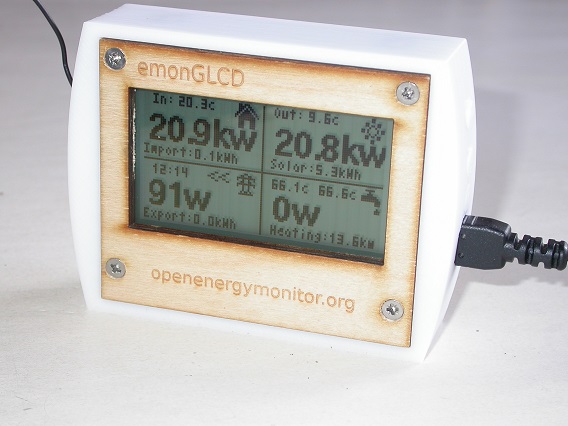 emonGLCD
In: 20.3c
20.9kw
Import:0.1kWh
Out: 9.6c
20.8kw
Solar:5.3kWh
12:14
91w
Export:0.0kWh
66.1c 66.6c
0w
Heating:13.6kw
openenergymonitor.org